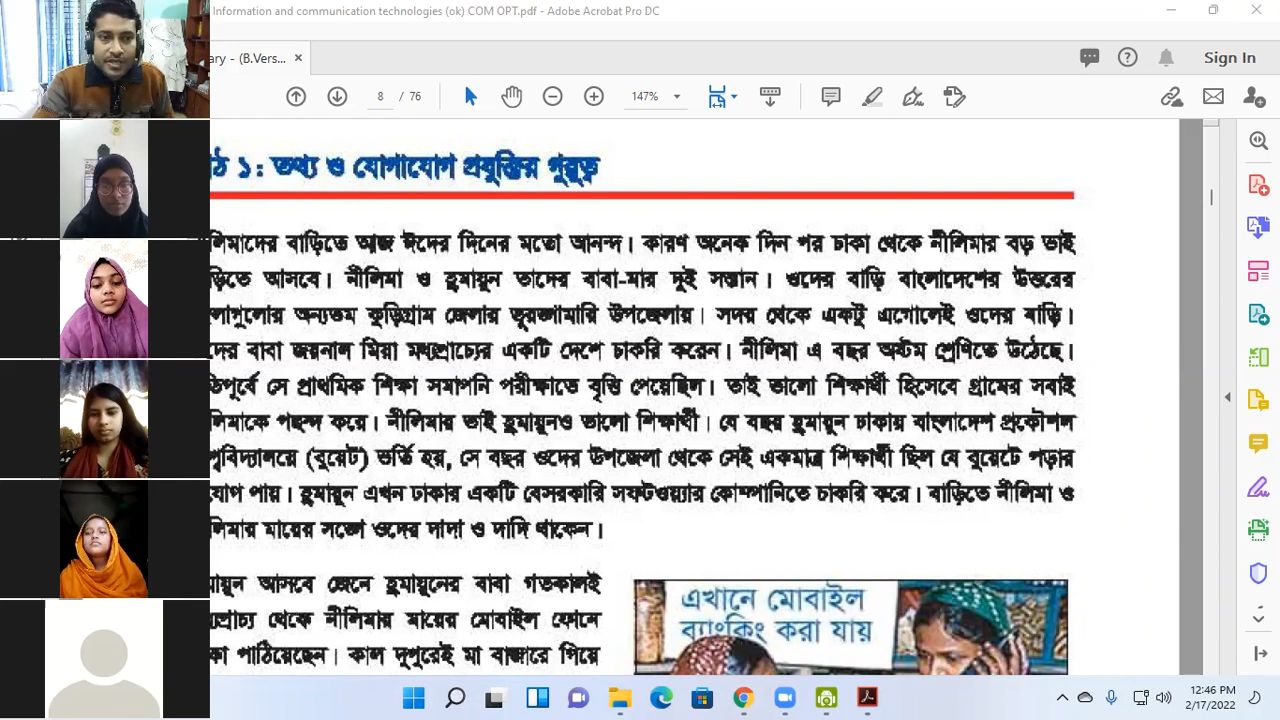 Information and communication technologies (ok) COM OPT.pdf - Adobe Acrobat Pro DC
ary - (B.Vers... ×
Sign In
8 / 76
147%
১: তথ্য ও যোগাযোগ প্রযুক্তির গুরুত্ব
বাড়িতে আজ ঈদের দিনের মতো আনন্দ। কারণ অনেক দিন পর ঢাকা থেকে নীলিমার বড় ভাই
আসবে। নীলিমা ও হুমায়ূন তাদের বাবা-মার দুই সন্তান। ওদের বাড়ি বাংলাদেশের উত্তরের
অন্যতম কুড়িগ্রাম জেলার ভূরুঙ্গামারি উপজেলার। সদর থেকে একটু এগোলেই ওদের বাড়ি।
বাবা জয়নাল মিয়া মধ্যপ্রাচ্যের একটি দেশে চাকরি করেন। নীলিমা এ বছর অষ্টম শ্রেণিতে উঠেছে।
সে প্রাথমিক শিক্ষা সমাপনি পরীক্ষাতে বৃত্তি পেয়েছিল। তাই ভালো শিক্ষার্থী হিসেবে গ্রামের সবাই
পছন্দ করে। নীলিমার ভাই হুমায়ূনও ভালো শিক্ষার্থী। যে বছর হুমায়ূন ঢাকায় বাংলাদেশ প্রকৌশল
(বুয়েট) ভর্তি হয়, সে বছর ওদের উপজেলা থেকে সেই একমাত্র শিক্ষার্থী ছিল যে বুয়েটে পড়ার
পায়। হুমায়ূন এখন ঢাকার একটি বেসরকারি সফটওয়্যার কোম্পানিতে চাকরি করে। বাড়িতে নীলিমা ও
মায়ের সঙ্গে ওদের দাদা ও দাদি থাকেন।
আসবে জেনে হুমায়ূনের বাবা গতকালই
থেকে নীলিমার মায়ের মোবাইল ফোনে
পাঠিয়েছেন। কাল দুপুরেই মা বাজারে গিয়ে
এখানে মোবাইল
ব্যাংকিং করা যায়
12:46 PM
2/17/2022